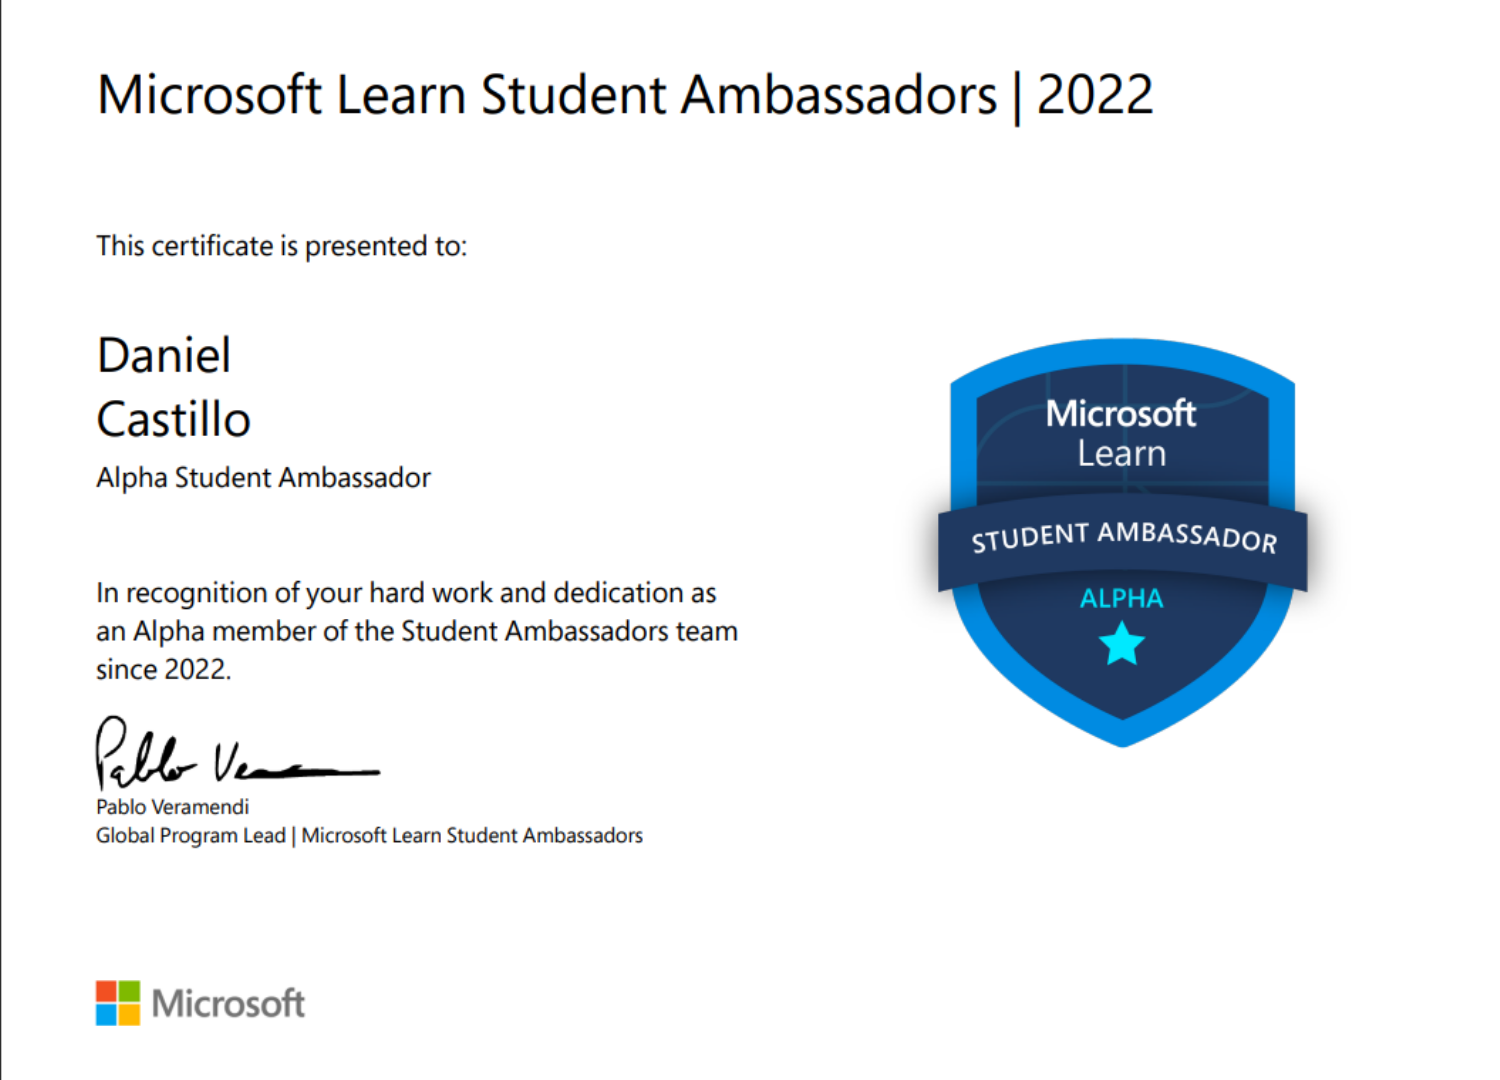 Microsoft Learn Student Ambassadors | 2022
This certificate is presented to:
Daniel
Castillo
Alpha Student Ambassador
In recognition of your hard work and dedication as
an Alpha member of the Student Ambassadors team
since 2022.
Pablo Veramendi
Global Program Lead | Microsoft Learn Student Ambassadors
Microsoft
Learn
STUDENT AMBASSADOR
ALPHA
Microsoft